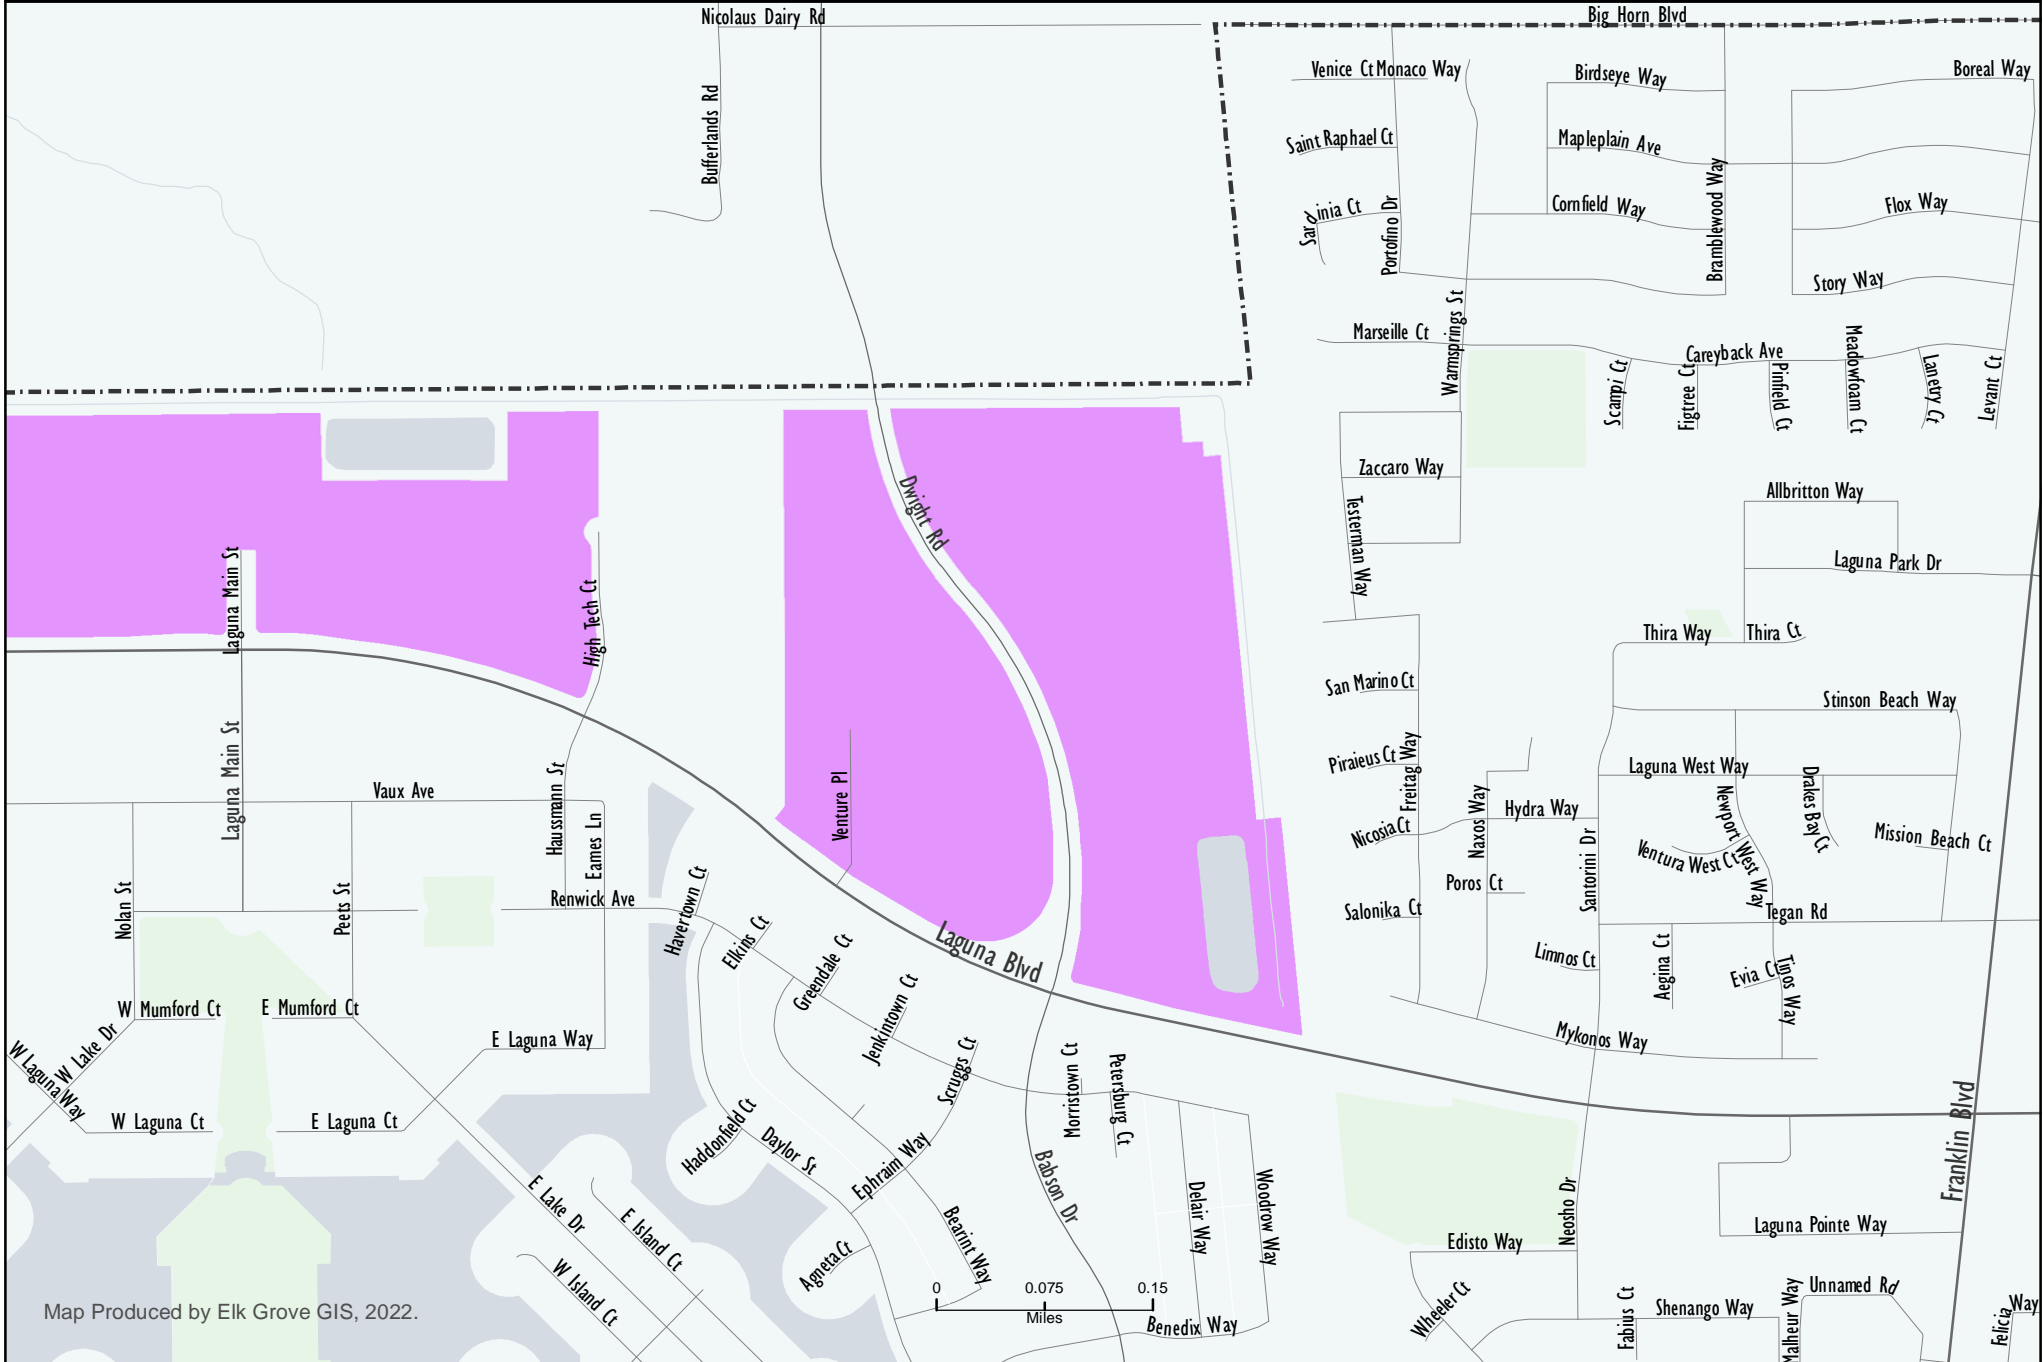 Nicolaus Dairy Rd
Big Horn Blvd
Bufferlands Rd
Venice Ct
Monaco Way
Birdseye Way
Boreal Way
Saint Raphael Ct
Mapleplain Ave
Sardinia Ct
Portofino Dr
Cornfield Way
Bramblewood Way
Flox Way
Story Way
Warmsprings St
Marseille Ct
Careyback Ave
Scampi Ct
Figtree Ct
Pinfield Ct
Meadowfoam Ct
Lanetry Ct
Levant Ct
Zaccaro Way
Testerman Way
Allbritton Way
Laguna Park Dr
Dwight Rd
Laguna Main St
High Tech Ct
Thira Way
Thira Ct
San Marino Ct
Stinson Beach Way
Laguna Main St
Piraieus Ct
Freitag Way
Laguna West Way
Newport West Way
Drakes Bay Ct
Mission Beach Ct
Ventura West Ct
Vaux Ave
Haussmann St
Eames Ln
Venture Pl
Nicosia Ct
Naxos Way
Hydra Way
Santorini Dr
Nolan St
Peets St
Renwick Ave
Havertown Ct
Elkins Ct
Greendale Ct
Jenkintown Ct
Laguna Blvd
Salonika Ct
Poros Ct
Tegan Rd
Limnos Ct
Aegina Ct
Evia Ct
Tinos Way
Mykonos Way
W Mumford Ct
E Mumford Ct
W Lake Dr
W Laguna Way
E Laguna Way
W Laguna Ct
E Laguna Ct
Scruggs Ct
Morristown Ct
Petersburg Ct
Haddonfield Ct
Daylor St
Ephraim Way
Babson Dr
Delair Way
Woodrow Way
Franklin Blvd
E Lake Dr
E Island Ct
W Island Ct
Agneta Ct
Bearint Way
Neosho Dr
Edisto Way
Laguna Pointe Way
Wheeler Ct
Fabius Ct
Shenango Way
Malheur Way
Unnamed Rd
Felicia Way
Benedix Way
0 0.075 0.15
Miles
Map Produced by Elk Grove GIS, 2022.